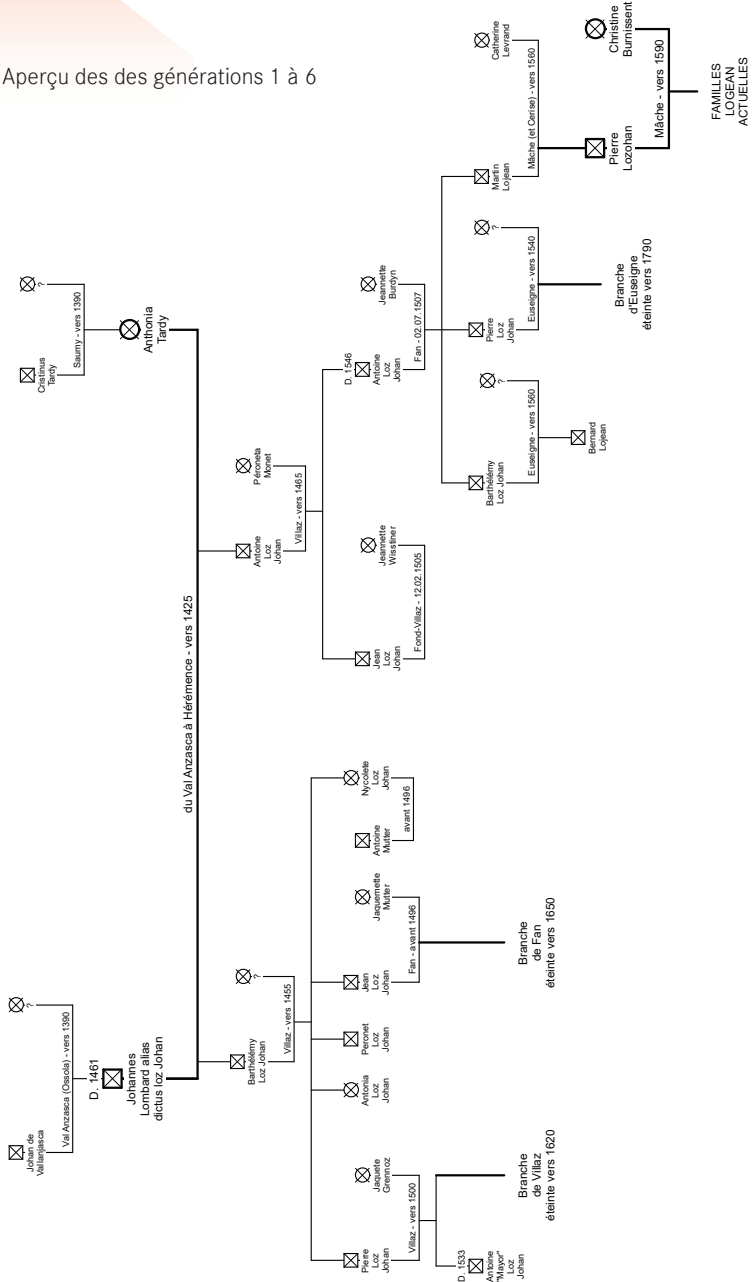 Aperçu des des générations 1 à 6
Johan de
Vallanjasca
?
Val Anzasca (Ossola) - vers 1390
D. 1461
Johannes
Lombard alias
dictus loz Johan
Cristinus
Tardy
?
Saumy - vers 1390
Anthonia
Tardy
du Val Anzasca à Hérémence - vers 1425
Barthélémy
Loz Johan
?
Villaz - vers 1455
Antoine
Loz
Johan
Péroneta
Monet
Villaz - vers 1465
Pierre
Loz
Johan
Jaquete
Grennoz
Villaz - vers 1500
Antonia
Loz
Johan
Peronet
Loz
Johan
Jean
Loz
Johan
Jaquemette
Mutter
Fan - avant 1496
Antoine
Mutter
Nycolete
Loz
Johan
avant 1496
Jean
Loz
Johan
Jeannette
Wisstiner
Fond-Villaz - 12.02.1505
D. 1546
Antoine
Loz
Johan
Jeannette
Burdyn
Fan - 02.07.1507
D. 1533
Antoine
"Mayor"
Loz
Johan
Branche
de Villaz
éteinte vers 1620
Branche
de Fan
éteinte vers 1650
Barthélémy
Loz Johan
?
Euseigne - vers 1560
Bernard
Lojean
Pierre
Loz
Johan
?
Euseigne - vers 1540
Branche
d'Euseigne
éteinte vers 1790
Martin
Lojean
Catherine
Levrand
Mâche (et Cerise) - vers 1560
Pierre
Lozohan
Christine
Burnissent
Mâche - vers 1590
FAMILLES
LOGEAN
ACTUELLES